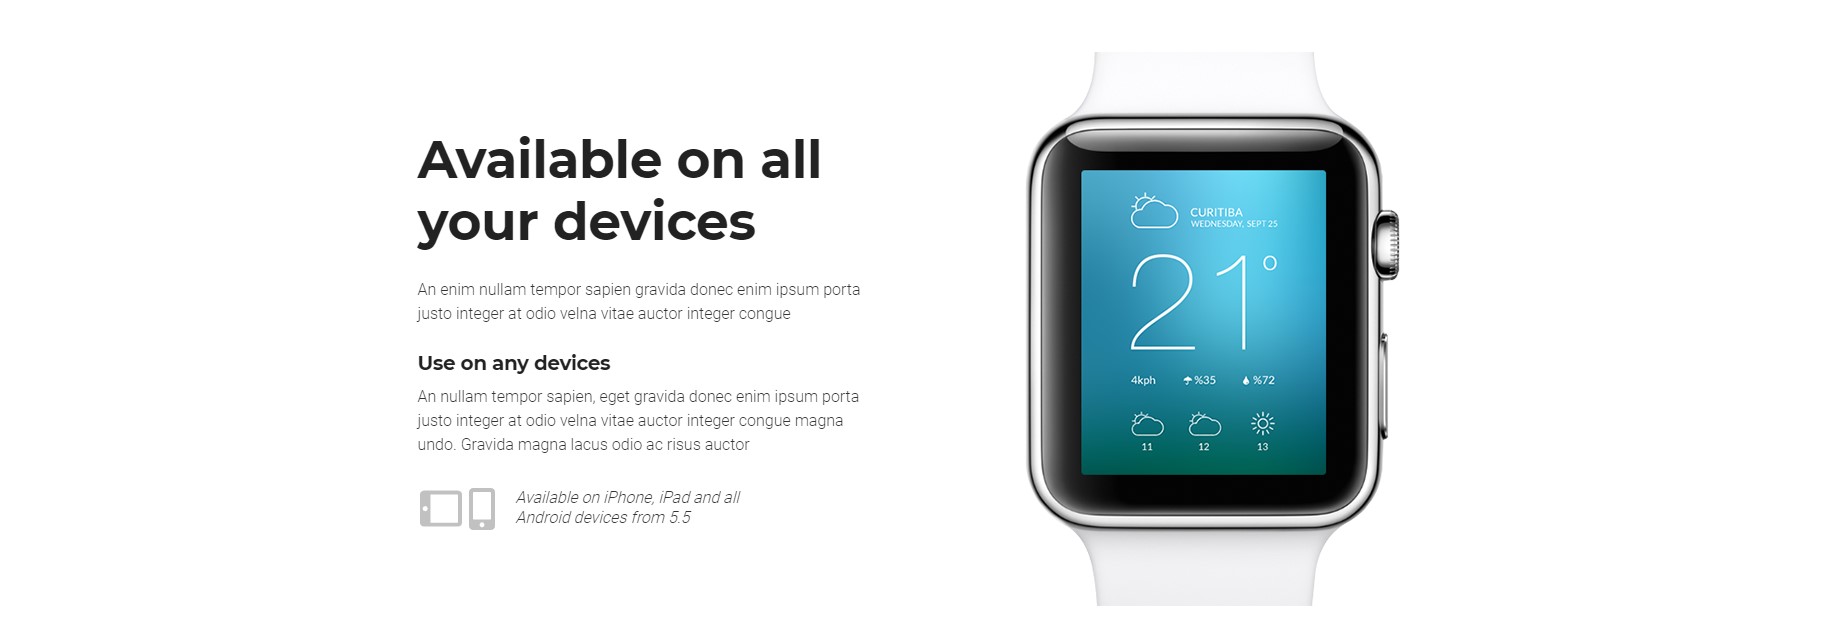 Available on all
your devices
An enim nullam tempor sapien gravida donec enim ipsum porta
justo integer at odio velna vitae auctor integer congue
Use on any devices
An nullam tempor sapien, eget gravida donec enim ipsum porta
justo integer at odio velna vitae auctor integer congue magna
undo. Gravida magna lacus odio ac risus auctor
Available on iPhone, iPad and all
Android devices from 5.5
CURITIBA
WEDNESDAY, SEPT 25
21°
4kph %35 %72
11 12 13